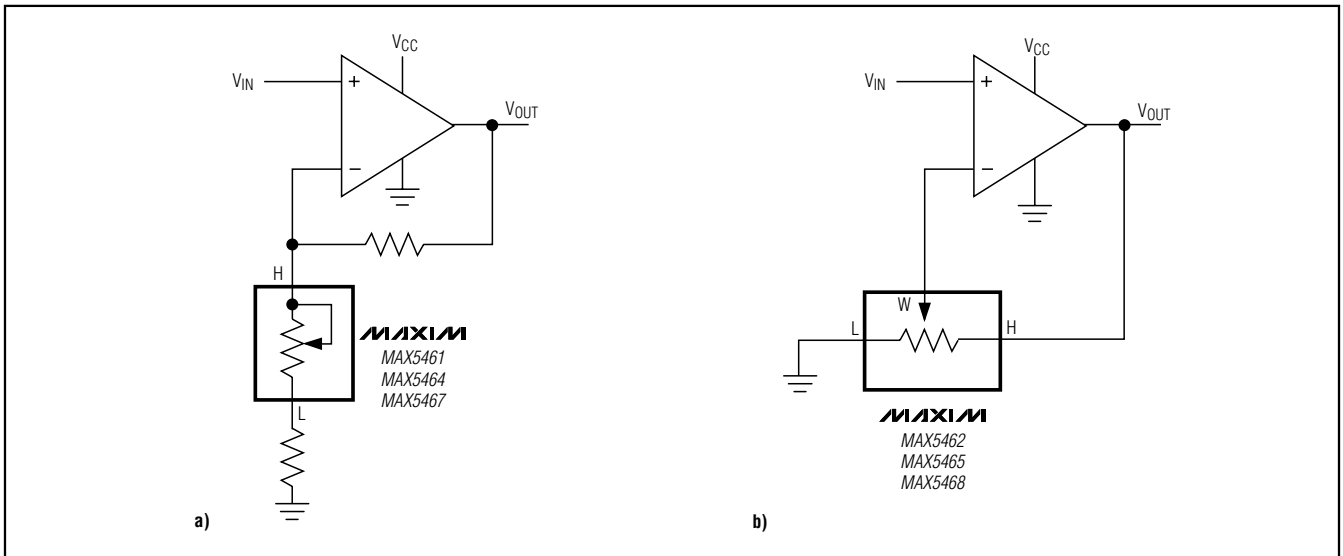 VCC
VIN
+
VOUT
−
H
MAXIM
MAX5461
MAX5464
MAX5467
L
a)
VCC
VIN
+
VOUT
−
W
L
H
MAXIM
MAX5462
MAX5465
MAX5468
b)